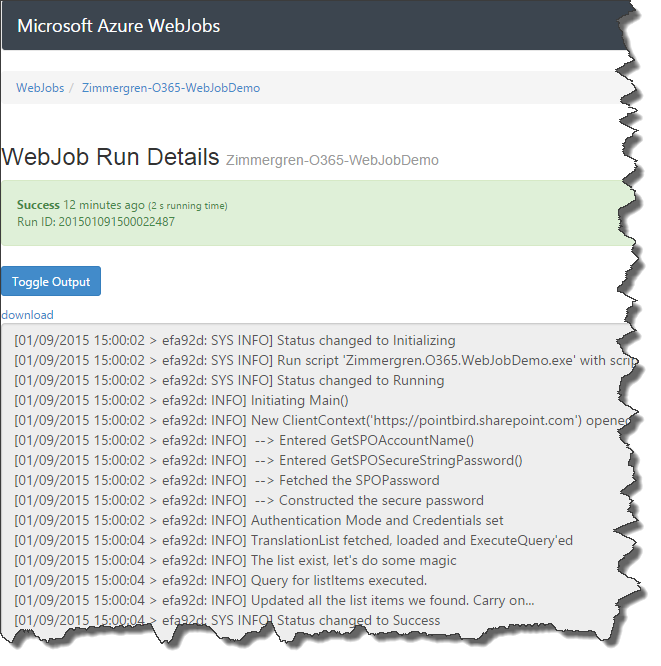 Microsoft Azure WebJobs
WebJobs / Zimmergren-O365-WebJobDemo
WebJob Run Details Zimmergren-O365-WebJobDemo
Success 12 minutes ago (2 s running time)
Run ID: 201501091500022487
Toggle Output
download
[01/09/2015 15:00:02 > efa92d: SYS INFO] Status changed to Initializing
[01/09/2015 15:00:02 > efa92d: SYS INFO] Run script 'Zimmergren.O365.WebJobDemo.exe' with scrip
[01/09/2015 15:00:02 > efa92d: SYS INFO] Status changed to Running
[01/09/2015 15:00:02 > efa92d: INFO] Initiating Main()
[01/09/2015 15:00:02 > efa92d: INFO] New ClientContext('https://pointbird.sharepoint.com') opened
[01/09/2015 15:00:02 > efa92d: INFO] --> Entered GetSPOAccountName()
[01/09/2015 15:00:02 > efa92d: INFO] --> Entered GetSPOSecureStringPassword()
[01/09/2015 15:00:02 > efa92d: INFO] --> Fetched the SPOPassword
[01/09/2015 15:00:02 > efa92d: INFO] --> Constructed the secure password
[01/09/2015 15:00:02 > efa92d: INFO] Authentication Mode and Credentials set
[01/09/2015 15:00:04 > efa92d: INFO] TranslationList fetched, loaded and ExecuteQuery'ed
[01/09/2015 15:00:04 > efa92d: INFO] The list exist, let's do some magic
[01/09/2015 15:00:04 > efa92d: INFO] Query for listItems executed.
[01/09/2015 15:00:04 > efa92d: INFO] Updated all the list items we found. Carry on...
[01/09/2015 15:00:04 > efa92d: SYS INFO] Status changed to Success